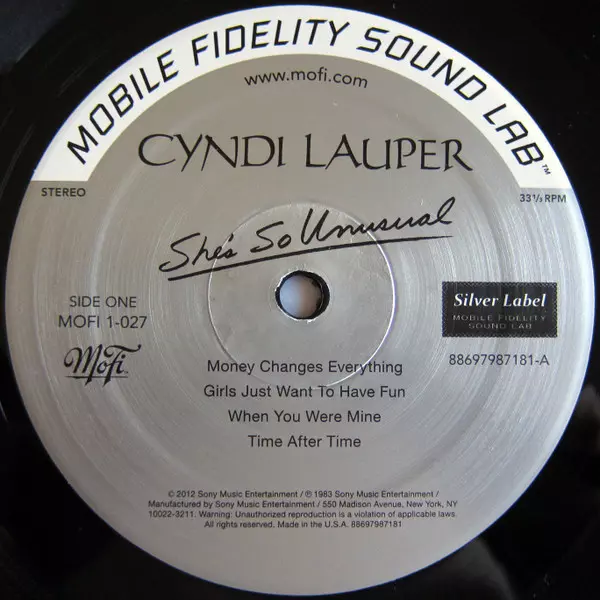 MOBILE FIDELITY SOUND LAB™
www.mofi.com
CYNDI LAUPER
STEREO
33 1/3 RPM
She's So Unusual
SIDE ONE
MOFI 1-027
MoFi
Silver Label
MOBILE FIDELITY
SOUND LAB
88697987181-A
Money Changes Everything
Girls Just Want To Have Fun
When You Were Mine
Time After Time
© 2012 Sony Music Entertainment / ℗ 1983 Sony Music Entertainment /
Manufactured by Sony Music Entertainment / 550 Madison Avenue, New York, NY
10022-3211. Warning: Unauthorized reproduction is a violation of applicable laws.
All rights reserved. Made in the U.S.A. 88697987181